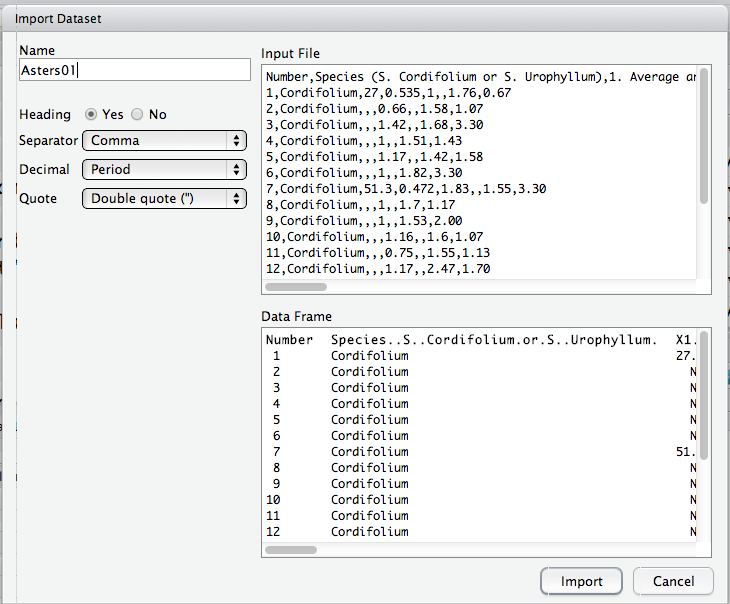 Import Dataset
Name
Asters01
Heading Yes No
Separator Comma
Decimal Period
Quote Double quote (")
Input File
Number,Species (S. Cordifolium or S. Urophyllum),1. Average ar
1,Cordifolium,27,0.535,1,,1.76,0.67
2,Cordifolium,,,0.66,,1.58,1.07
3,Cordifolium,,,1.42,,1.68,3.30
4,Cordifolium,,,1,,1.51,1.43
5,Cordifolium,,,1.17,,1.42,1.58
6,Cordifolium,,,1,,1.82,3.30
7,Cordifolium,51.3,0.472,1.83,,1.55,3.30
8,Cordifolium,,,1,,1.7,1.17
9,Cordifolium,,,1,,1.53,2.00
10,Cordifolium,,,1.16,,1.6,1.07
11,Cordifolium,,,0.75,,1.55,1.13
12,Cordifolium,,,1.17,,2.47,1.70
Data Frame
Number Species..S..Cordifolium.or.S..Urophyllum. X1.
1 Cordifolium 27.
2 Cordifolium N
3 Cordifolium N
4 Cordifolium N
5 Cordifolium N
6 Cordifolium N
7 Cordifolium 51.
8 Cordifolium N
9 Cordifolium N
10 Cordifolium N
11 Cordifolium N
12 Cordifolium N
Import Cancel